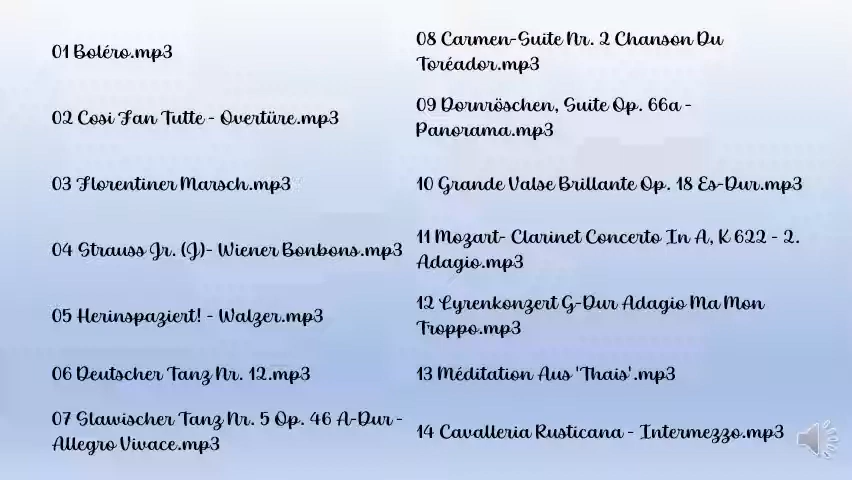 01 Boléro.mp3
02 Cosi Fan Tutte - Overtüre.mp3
03 Florentiner Marsch.mp3
04 Strauss Jr. (J)- Wiener Bonbons.mp3
05 Herinspaziert! - Walzer.mp3
06 Deutscher Tanz Nr. 12.mp3
07 Slawischer Tanz Nr. 5 Op. 46 A-Dur -
Allegro Vivace.mp3
08 Carmen-Suite Nr. 2 Chanson Du
Toréador.mp3
09 Dornröschen, Suite Op. 66a -
Panorama.mp3
10 Grande Valse Brillante Op. 18 Es-Dur.mp3
11 Mozart- Clarinet Concerto In A, K 622 - 2.
Adagio.mp3
12 Lyrenkonzert G-Dur Adagio Ma Mon
Troppo.mp3
13 Méditation Aus 'Thais'.mp3
14 Cavalleria Rusticana - Intermezzo.mp3